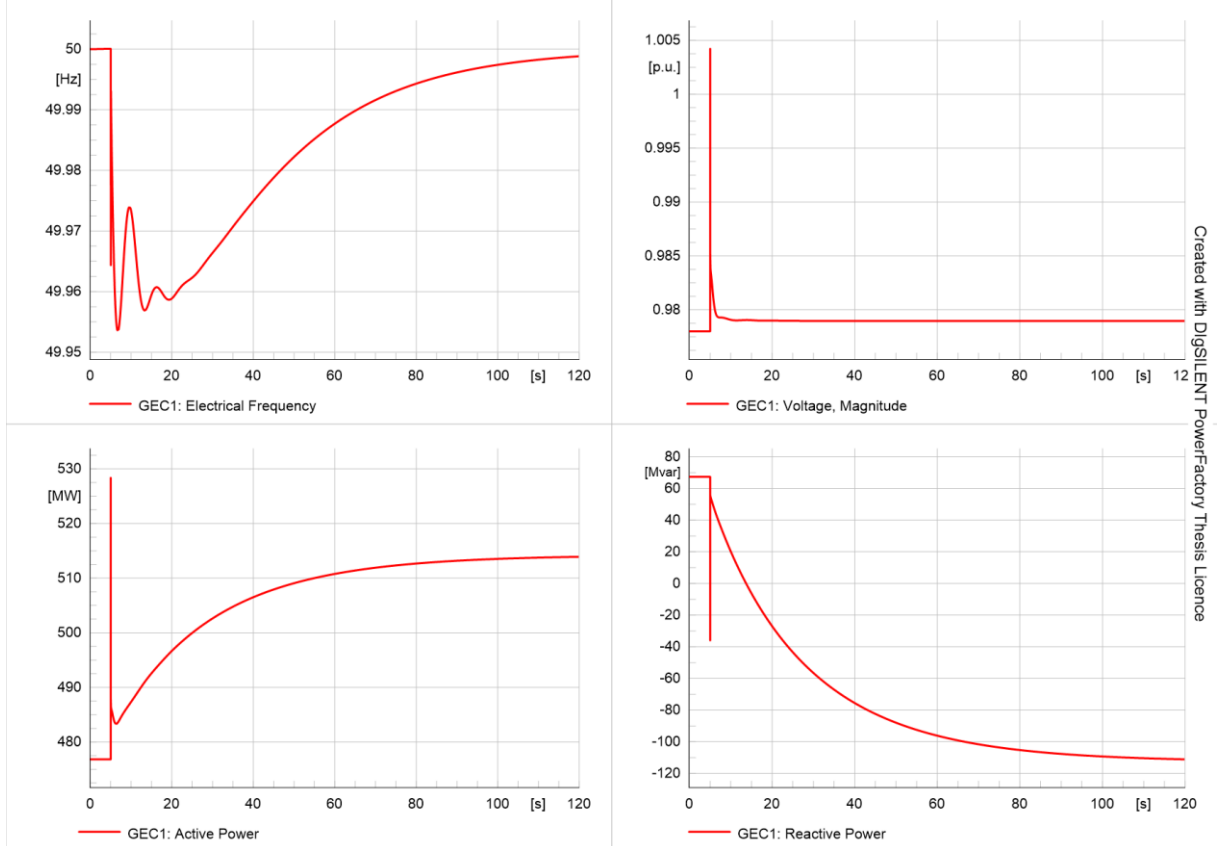 50
[Hz]
49.99
49.98
49.97
49.96
49.95
0 20 40 60 80 100 [s] 120
GEC1: Electrical Frequency
1.005
[p.u.]
1
0.995
0.99
0.985
0.98
0 20 40 60 80 100 [s] 12
GEC1: Voltage, Magnitude
530
[MW]
520
510
500
490
480
0 20 40 60 80 100 [s] 120
GEC1: Active Power
80
[Mvar]
60
40
20
0
-20
-40
-60
-80
-100
-120
0 20 40 60 80 100 [s] 120
GEC1: Reactive Power
Created with DIgSILENT PowerFactory Thesis Licence